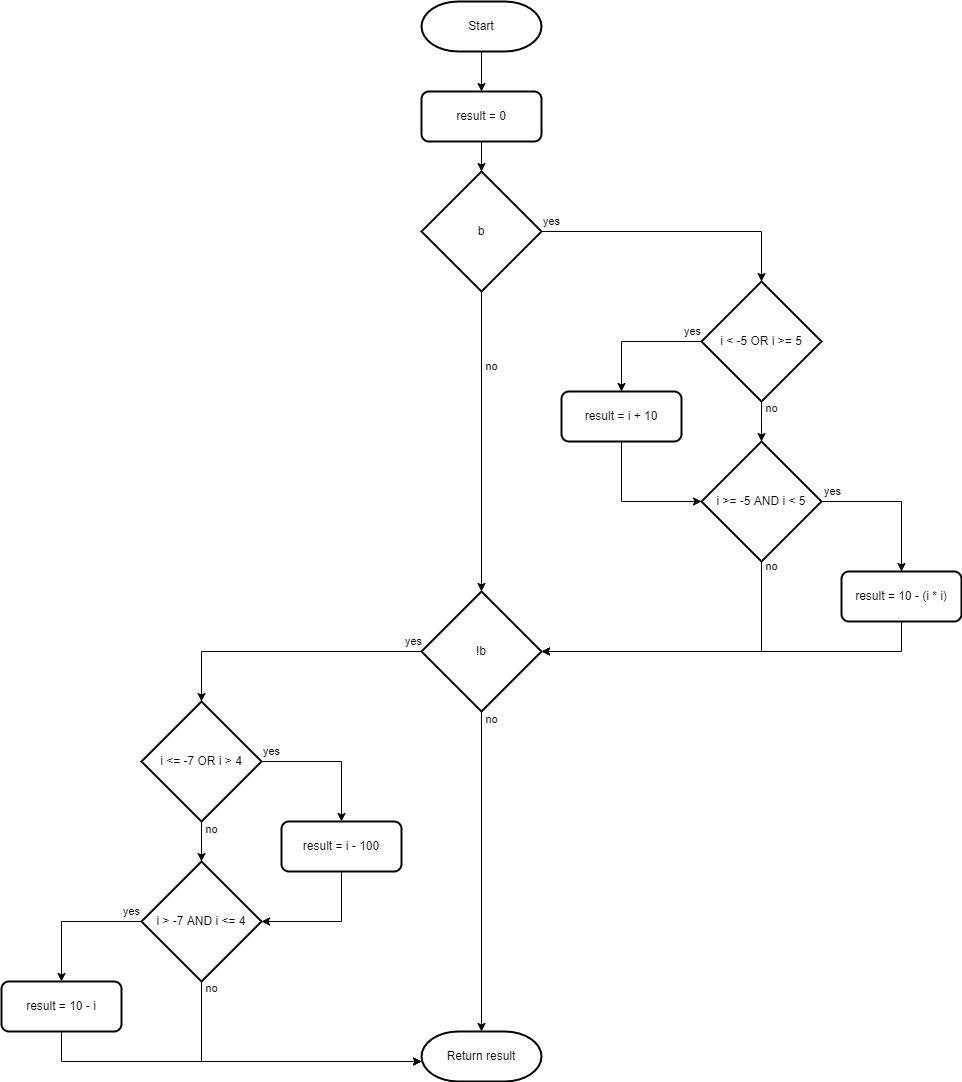 Start
result = 0
b
yes
no
i < -5 OR i >= 5
yes
no
result = i + 10
i >= -5 AND i < 5
yes
no
result = 10 - (i * i)
!b
yes
no
i <= -7 OR i > 4
yes
no
result = i - 100
i > -7 AND i <= 4
yes
no
result = 10 - i
Return result